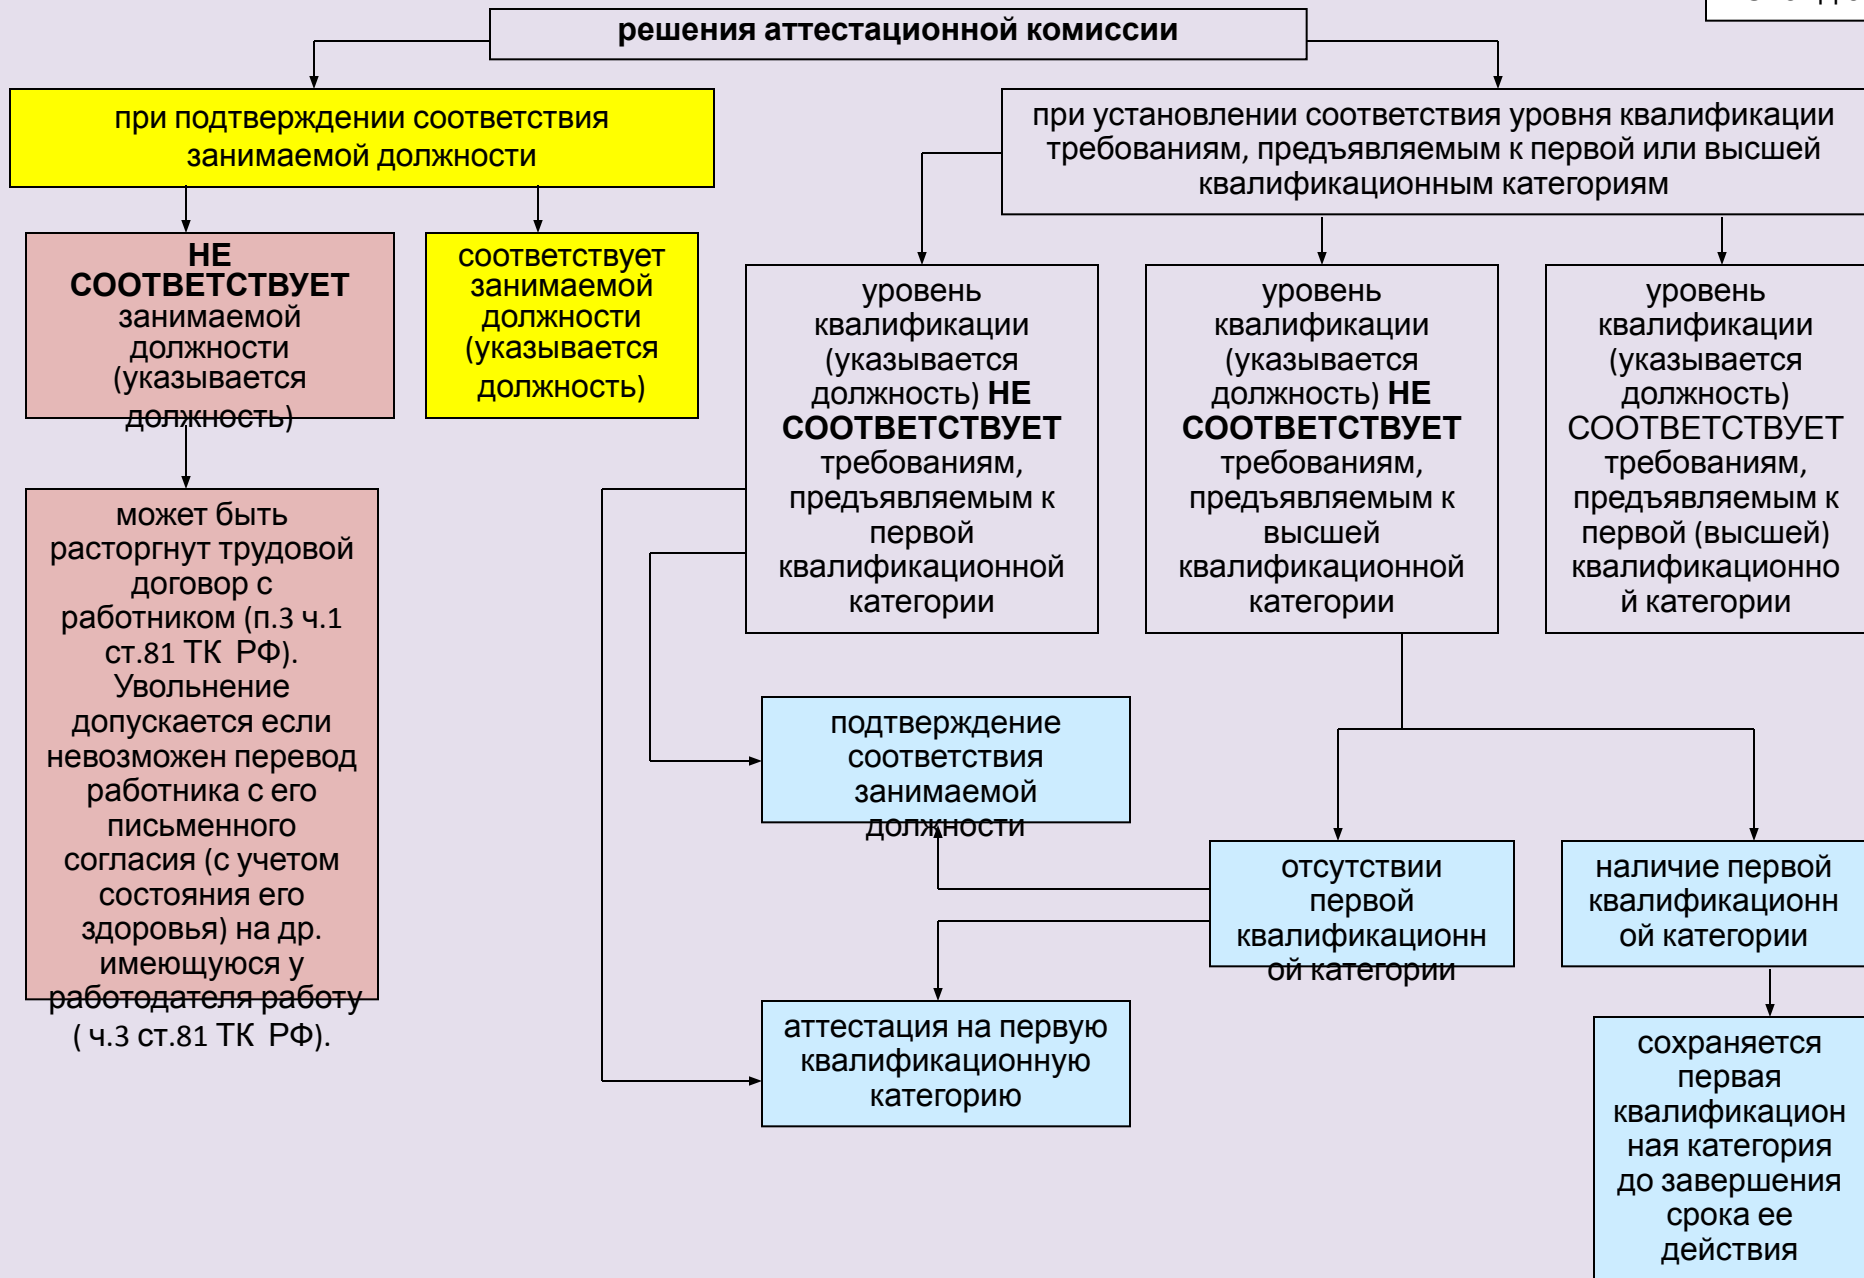 решения аттестационной комиссии
при подтверждении соответствия
занимаемой должности
при установлении соответствия уровня квалификации
требованиям, предъявляемым к первой или высшей
квалификационным категориям
НЕ
СООТВЕТСТВУЕТ
занимаемой
должности
(указывается
должность)
соответствует
занимаемой
должности
(указывается
должность)
уровень
квалификации
(указывается
должность) НЕ
СООТВЕТСТВУЕТ
требованиям,
предъявляемым к
первой
квалификационной
категории
уровень
квалификации
(указывается
должность) НЕ
СООТВЕТСТВУЕТ
требованиям,
предъявляемым к
высшей
квалификационной
категории
уровень
квалификации
(указывается
должность)
СООТВЕТСТВУЕТ
требованиям,
предъявляемым к
первой (высшей)
квалификационно
й категории
может быть
расторгнут трудовой
договор с
работником (п.3 ч.1
ст.81 ТК РФ).
Увольнение
допускается если
невозможен перевод
работника с его
письменного
согласия (с учетом
состояния его
здоровья) на др.
имеющуюся у
работодателя работу
( ч.3 ст.81 ТК РФ).
подтверждение
соответствия
занимаемой
должности
отсутствии
первой
квалификационн
ой категории
наличие первой
квалификационн
ой категории
аттестация на первую
квалификационную
категорию
сохраняется
первая
квалификацион
ная категория
до завершения
срока ее
действия